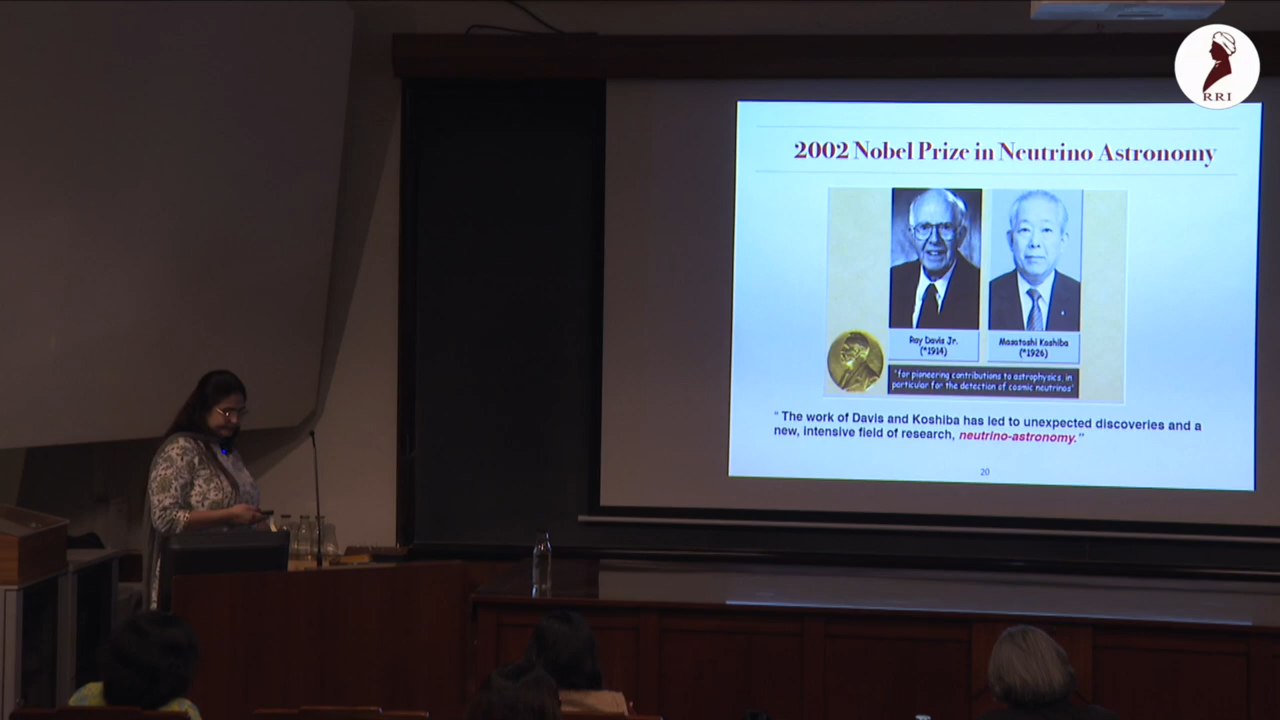 RRI
2002 Nobel Prize in Neutrino Astronomy
Ray Davis Jr.
(*1914)
Masatoshi Koshiba
(*1926)
"for pioneering contributions to astrophysics, in
particular for the detection of cosmic neutrinos"
“ The work of Davis and Koshiba has led to unexpected discoveries and a
new, intensive field of research, neutrino-astronomy.”
20